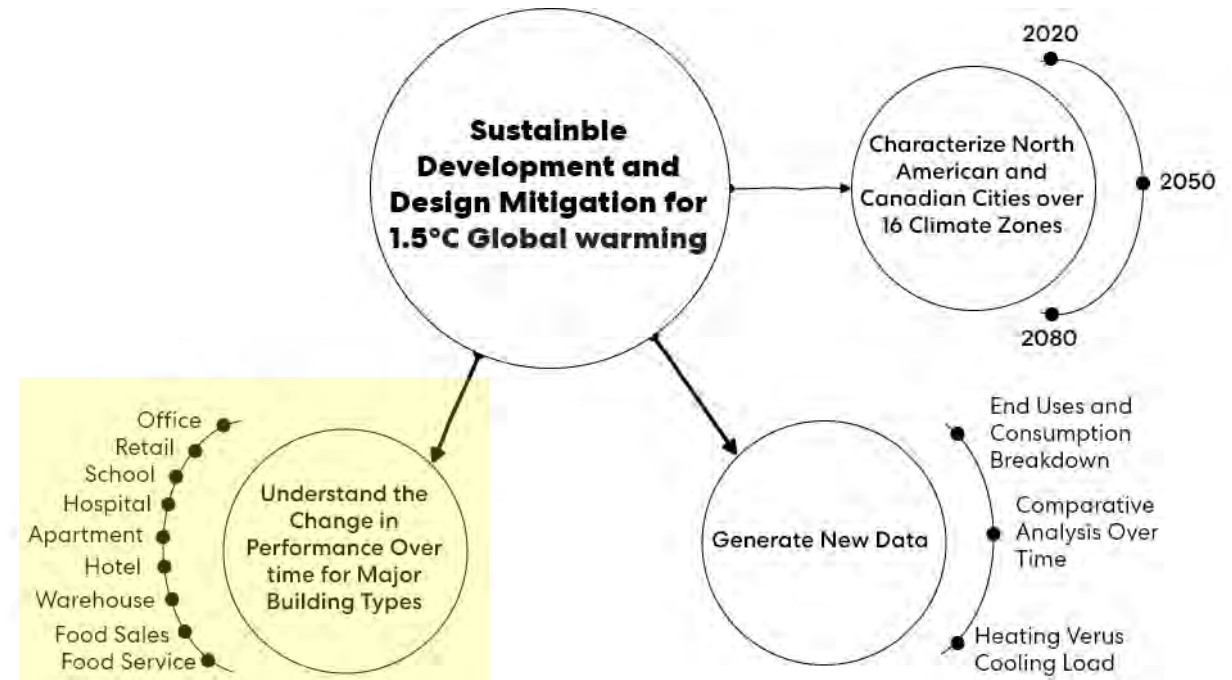 Sustainble
Development and
Design Mitigation for
1.5°C Global warming
2020
Characterize North
American and
Canadian Cities over
16 Climate Zones
2050
2080
Office
Retail
School
Hospital
Apartment
Hotel
Warehouse
Food Sales
Food Service
Understand the
Change in
Performance Over
time for Major
Building Types
Generate New Data
End Uses and
Consumption
Breakdown
Comparative
Analysis Over
Time
Heating Verus
Cooling Load